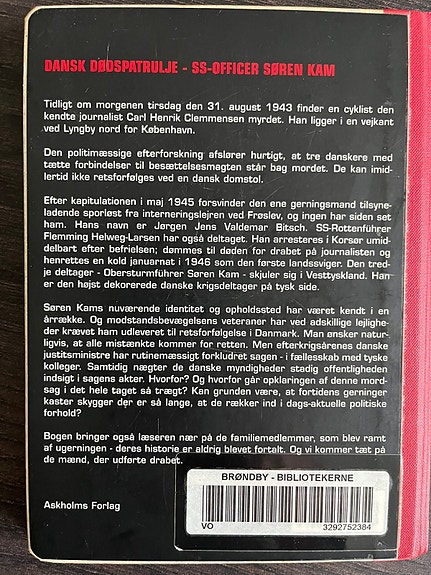 DANSK DØDSPATRULJE - SS-OFFICER SØREN KAM
Tidligt om morgenen tirsdag den 31. august 1943 finder en cyklist den
kendte journalist Carl Henrik Clemmensen myrdet. Han ligger i en vejkant
ved Lyngby nord for København.
Den politimæssige efterforskning afslører hurtigt, at tre danskere med
tætte forbindelser til besættelsesmagten står bag mordet. De kan imid-
lertid ikke retsforfølges ved en dansk domstol.
Efter kapitulationen i maj 1945 forsvinder den ene gerningsmand tilsyne-
ladende sporløst fra interneringslejren ved Frøslev, og ingen har siden set
ham. Hans navn er Jørgen Jens Valdemar Bitsch. SS-Rottenführer
Flemming Helweg-Larsen har også deltaget. Han arresteres i Korsør umid-
delbart efter befrielsen; dømmes til døden for drabet på journalisten og
henrettes en kold januarnat i 1946 som den første landssviger. Den tred-
je deltager - Obersturmführer Søren Kam - skjuler sig i Vesttyskland. Han
er den højst dekorerede danske krigsdeltager på tysk side.
Søren Kams nuværende identitet og opholdssted har været kendt i en
årrække. Og modstandsbevægelsens veteraner har ved adskillige lejlighe-
der krævet ham udleveret til retsforfølgelse i Danmark. Man ønsker natur-
ligvis, at alle mistænkte kommer for retten. Men efterkrigsårenes danske
justitsministre har rutinemæssigt forkludret sagen - i fællesskab med tyske
kolleger. Samtidig nægter de danske myndigheder stadig offentligheden
indsigt i sagens akter. Hvorfor? Og hvorfor går opklaringen af denne mord-
sag i det hele taget så trægt? Kan grunden være, at fortidens gerninger
kaster skygger der er så lange, at de rækker ind i dags-aktuelle politiske
forhold?
Bogen bringer også læseren nær på de familiemedlemmer, som blev ramt
af ugerningen - deres historie er aldrig blevet fortalt. Og vi kommer tæt på
de mænd, der udførte drabet.
Askholms Forlag
BRØNDBY - BIBLIOTEKERNE
VO 3292752384